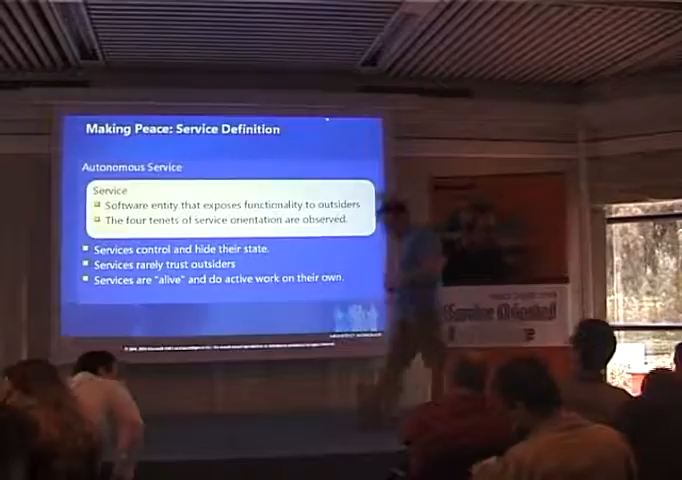 Making Peace: Service Definition
Autonomous Service
Service
Software entity that exposes functionality to outsiders
The four tenets of service orientation are observed.
Services control and hide their state.
Services rarely trust outsiders
Services are "alive" and do active work on their own.
Service Oriented